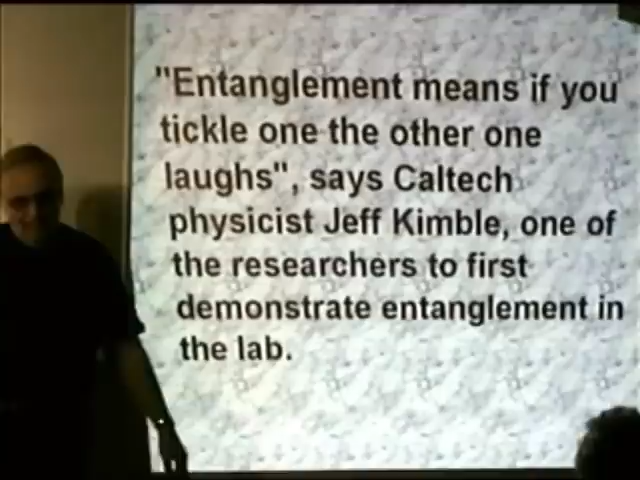 "Entanglement means if you
tickle one the other one
laughs", says Caltech
physicist Jeff Kimble, one of
the researchers to first
demonstrate entanglement in
the lab.